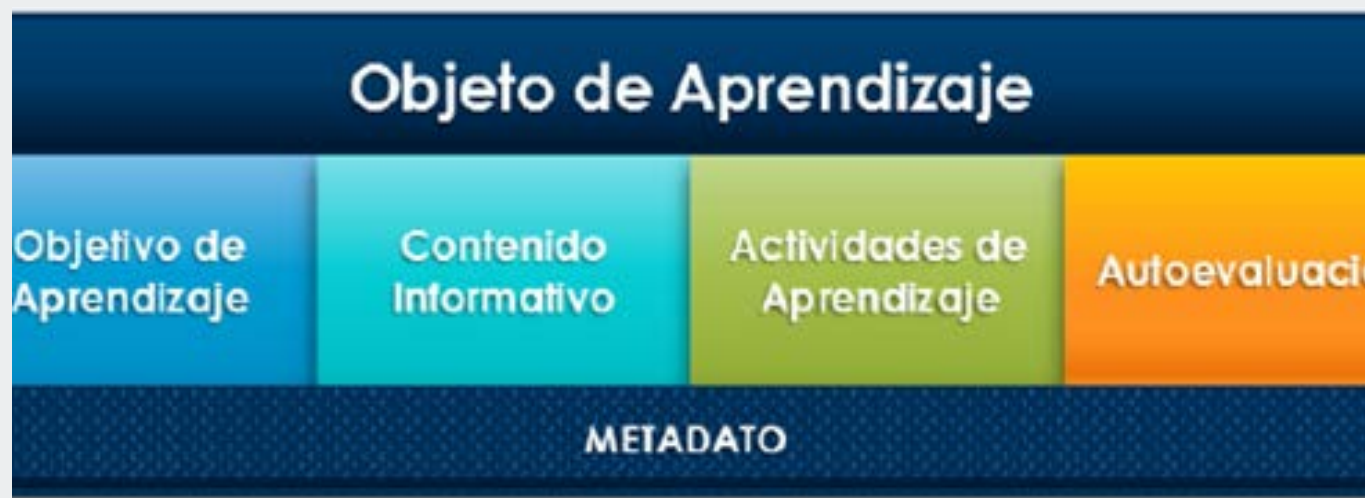 Objeto de Aprendizaje
Objetivo de
Aprendizaje
Contenido
Informativo
Actividades de
Aprendizaje
Autoevaluaci
METADATO